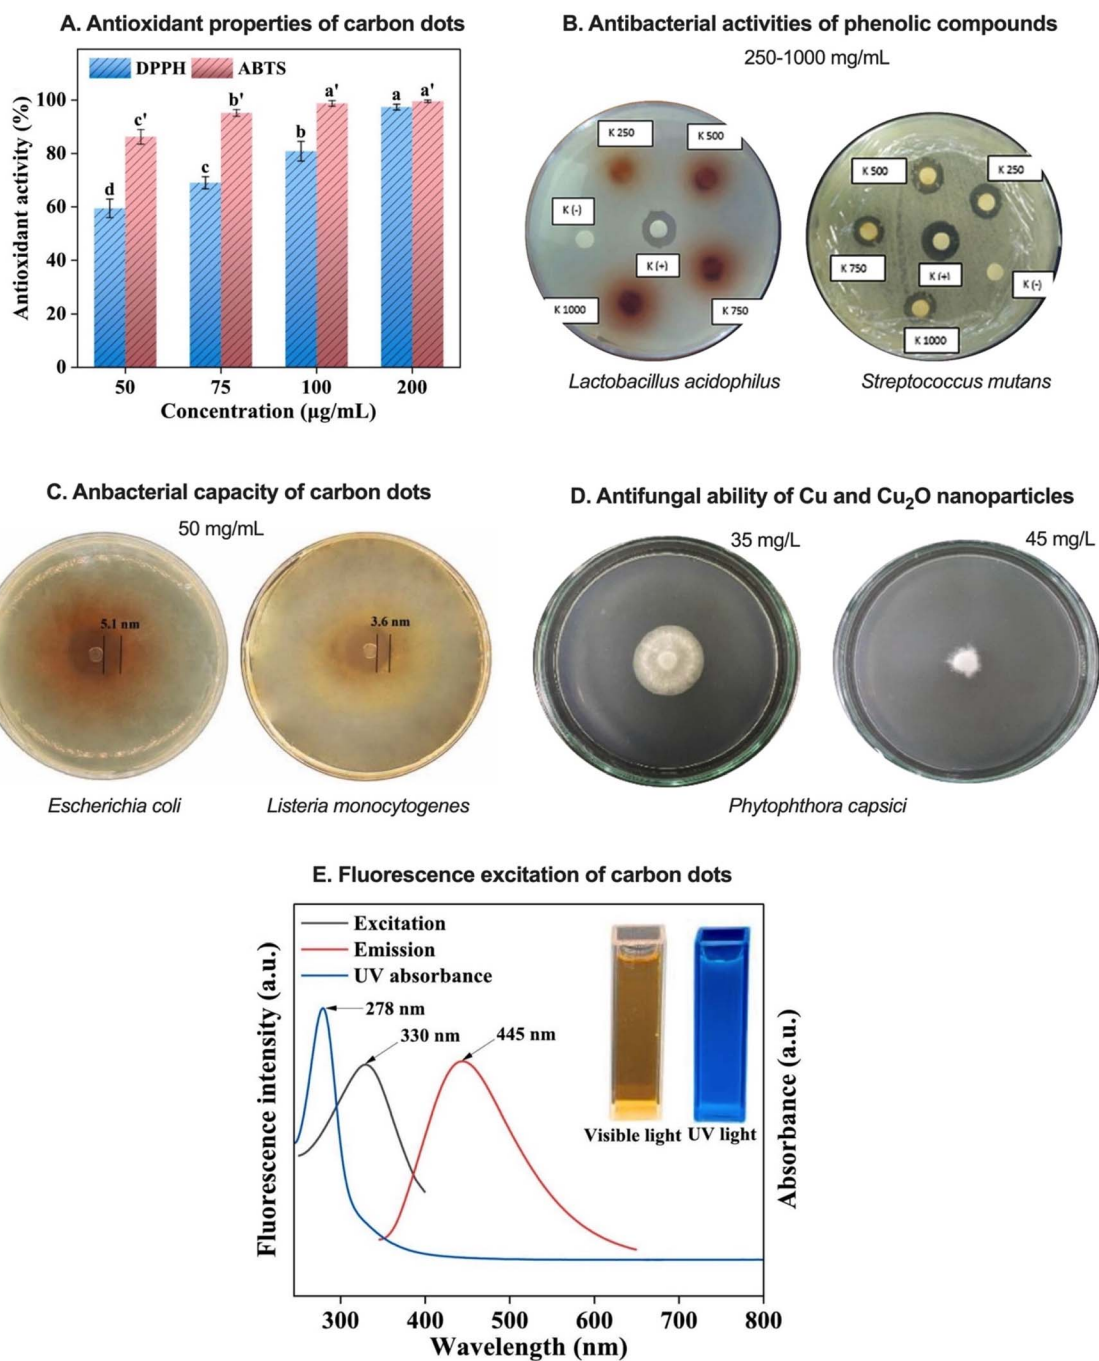 A. Antioxidant properties of carbon dots
DPPH ABTS
Antioxidant activity (%)
100
80
60
40
20
0
d c' c b' b a' a a'
50 75 100 200
Concentration (µg/mL)
B. Antibacterial activities of phenolic compounds
250-1000 mg/mL
K 250
K 500
K (-)
K (+)
K 1000
K 750
Lactobacillus acidophilus
K 500
K 250
K 750
K (+)
K (-)
K 1000
Streptococcus mutans
C. Anbacterial capacity of carbon dots
50 mg/mL
5.1 nm
3.6 nm
Escherichia coli
Listeria monocytogenes
D. Antifungal ability of Cu and Cu₂O nanoparticles
35 mg/L
45 mg/L
Phytophthora capsici
E. Fluorescence excitation of carbon dots
Excitation
Emission
UV absorbance
278 nm
330 nm
445 nm
Visible light UV light
Fluorescence intensity (a.u.)
Absorbance (a.u.)
300 400 500 600 700 800
Wavelength (nm)